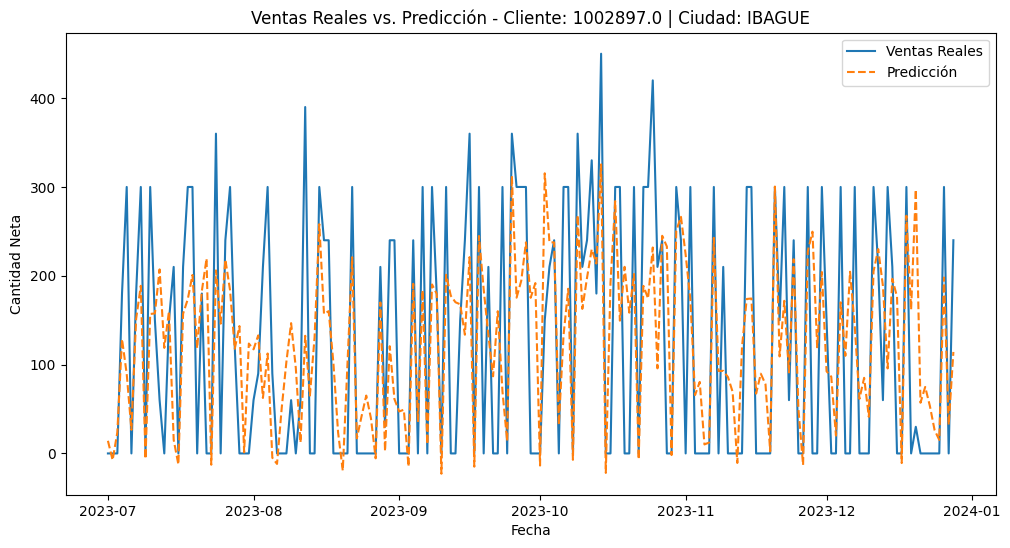 Ventas Reales vs. Predicción - Cliente: 1002897.0 | Ciudad: IBAGUE
Ventas Reales
Predicción
Cantidad Neta
400
300
200
100
0
2023-07
2023-08
2023-09
2023-10
2023-11
2023-12
2024-01
Fecha